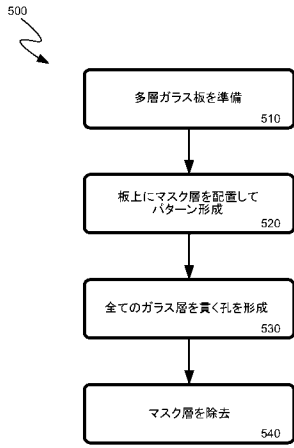 500
多層ガラス板を準備
510
板上にマスク層を配置して
パターン形成
520
全てのガラス層を貫く孔を形成
530
マスク層を除去
540